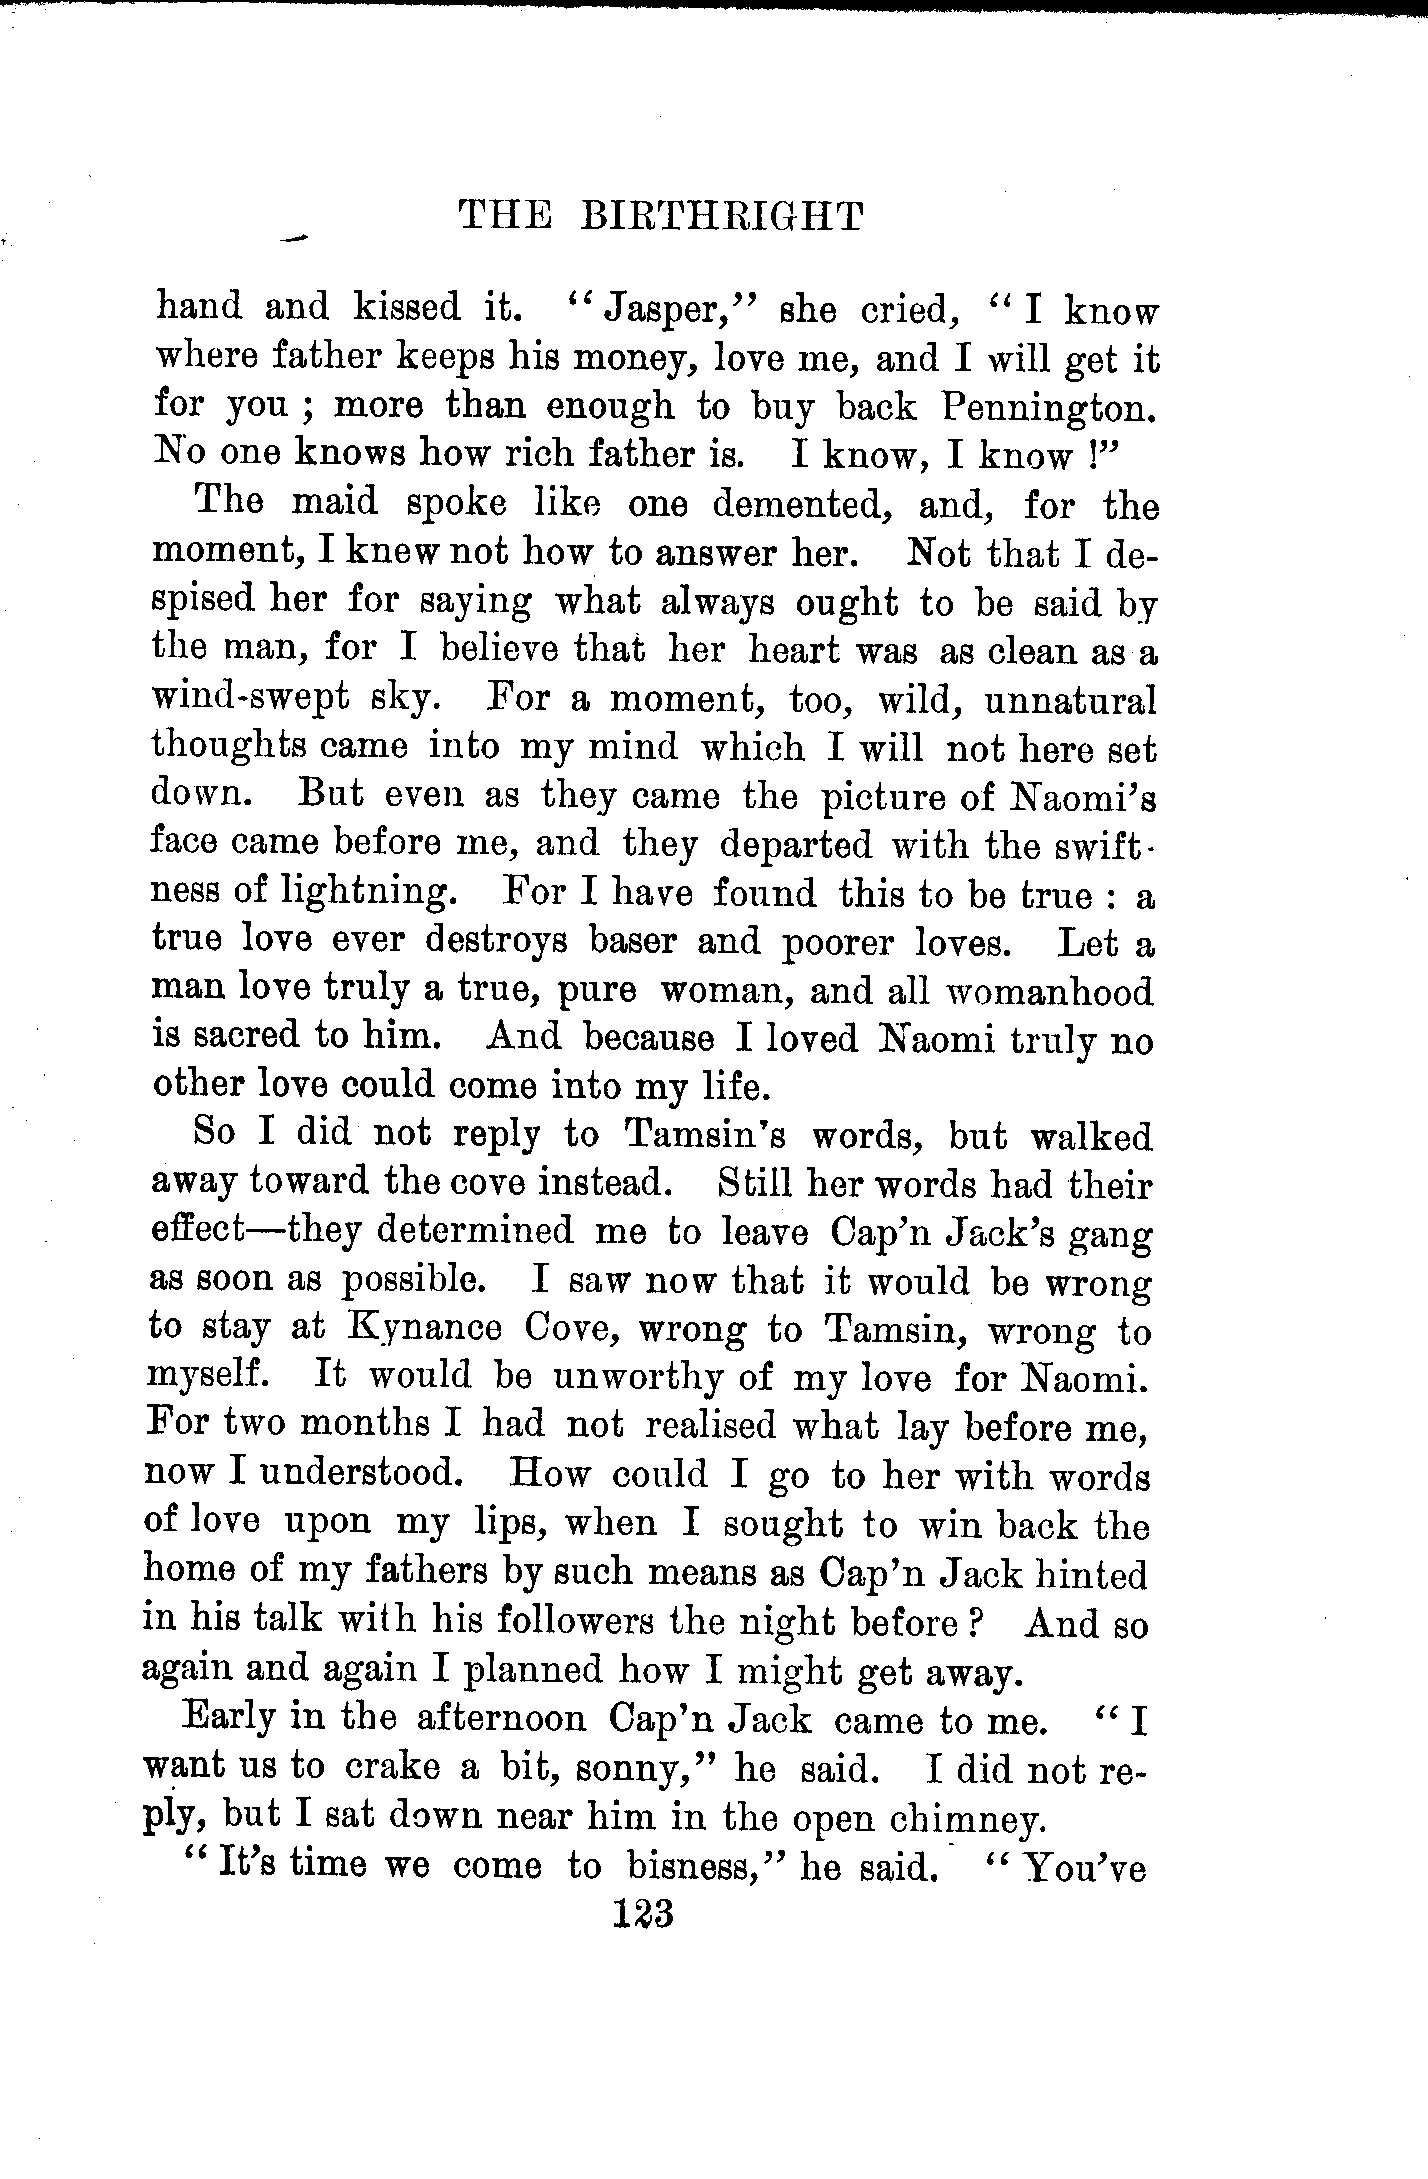 THE BIRTHRIGHT
hand and kissed it. “Jasper,” she cried, “I know
where father keeps his money, love me, and I will get it
for you ; more than enough to buy back Pennington.
No one knows how rich father is. I know, I know !”
The maid spoke like one demented, and, for the
moment, I knew not how to answer her. Not that I de-
spised her for saying what always ought to be said by
the man, for I believe that her heart was as clean as a
wind-swept sky. For a moment, too, wild, unnatural
thoughts came into my mind which I will not here set
down. But even as they came the picture of Naomi’s
face came before me, and they departed with the swift-
ness of lightning. For I have found this to be true : a
true love ever destroys baser and poorer loves. Let a
man love truly a true, pure woman, and all womanhood
is sacred to him. And because I loved Naomi truly no
other love could come into my life.
So I did not reply to Tamsin’s words, but walked
away toward the cove instead. Still her words had their
effect—they determined me to leave Cap’n Jack’s gang
as soon as possible. I saw now that it would be wrong
to stay at Kynance Cove, wrong to Tamsin, wrong to
myself. It would be unworthy of my love for Naomi.
For two months I had not realised what lay before me,
now I understood. How could I go to her with words
of love upon my lips, when I sought to win back the
home of my fathers by such means as Cap’n Jack hinted
in his talk with his followers the night before ? And so
again and again I planned how I might get away.
Early in the afternoon Cap’n Jack came to me. “I
want us to crake a bit, sonny,” he said. I did not re-
ply, but I sat down near him in the open chimney.
“It’s time we come to bisness,” he said. “You’ve
123